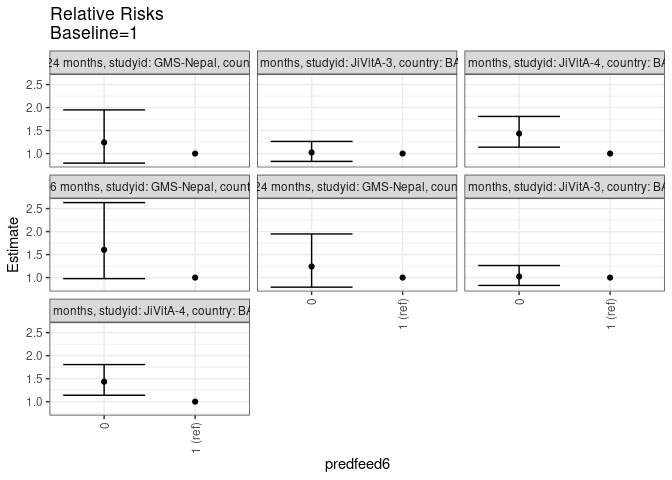 Relative Risks
Baseline=1
24 months, studyid: GMS-Nepal, coun
months, studyid: JiVitA-3, country: BA
months, studyid: JiVitA-4, country: BA
2.5
2.0
1.5
1.0
6 months, studyid: GMS-Nepal, count
24 months, studyid: GMS-Nepal, coun
months, studyid: JiVitA-3, country: BA
2.5
2.0
1.5
1.0
Estimate
0
1 (ref)
0
1 (ref)
months, studyid: JiVitA-4, country: BA
2.5
2.0
1.5
1.0
0
1 (ref)
predfeed6